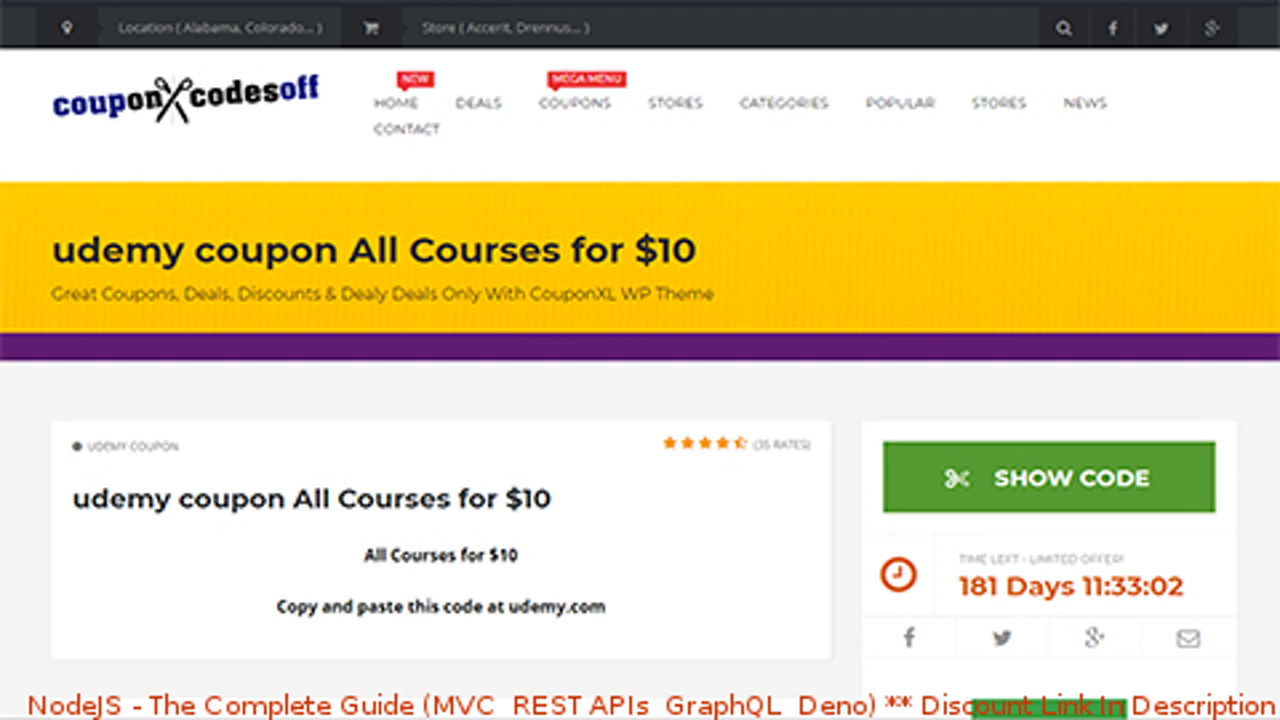 Location ( Alabama, Colorado... )
Store ( Accerit, Drennus... )
couponcodesoff
NEW
MEGA MENU
HOME DEALS COUPONS STORES CATEGORIES POPULAR STORES NEWS
CONTACT
udemy coupon All Courses for $10
Great Coupons, Deals, Discounts & Dealy Deals Only With CouponXL WP Theme
UDEMY COUPON
(35 RATES)
udemy coupon All Courses for $10
All Courses for $10
Copy and paste this code at udemy.com
SHOW CODE
TIME LEFT - LIMITED OFFER!
181 Days 11:33:02
NodeJS - The Complete Guide (MVC REST APIs GraphQL Deno) ** Discount Link In Description